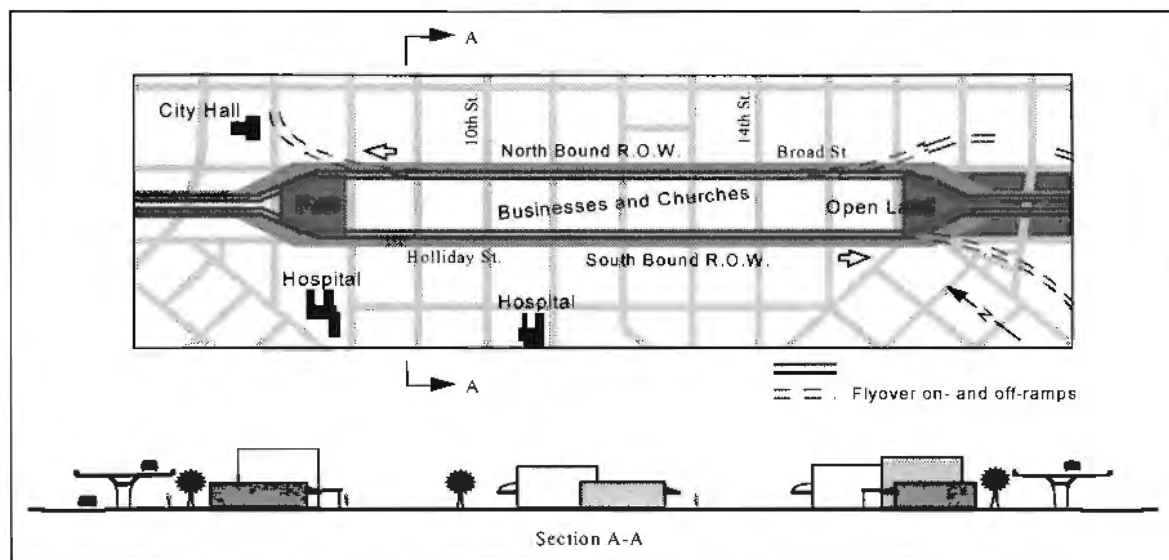 A
City Hall
10th St.
North Bound R.O.W.
14th St.
Broad St
Businesses and Churches
Open La
Holliday St.
South Bound R.O.W.
Hospital
Hospital
N
A
Flyover on- and off-ramps
Section A-A